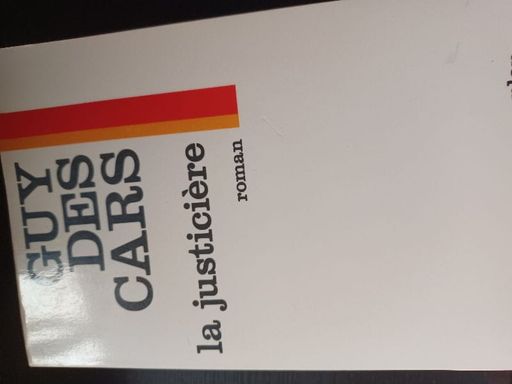 GUY
DES
CARS
la justicière
roman